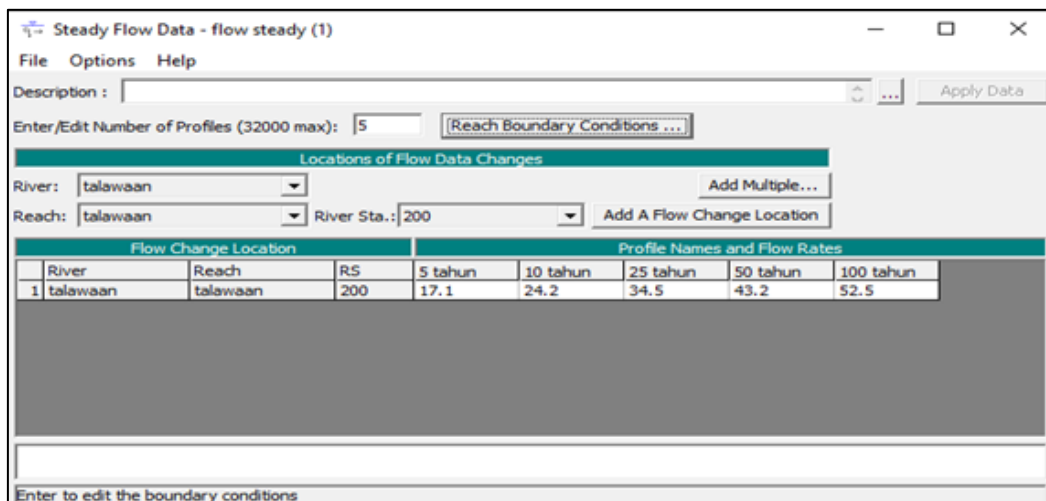 Steady Flow Data - flow steady (1)
File Options Help
Description : ... Apply Data
Enter/Edit Number of Profiles (32000 max): 5 Reach Boundary Conditions ...
Locations of Flow Data Changes
River: talawaan Add Multiple...
Reach: talawaan River Sta.: 200 Add A Flow Change Location
Flow Change Location Profile Names and Flow Rates
River Reach RS 5 tahun 10 tahun 25 tahun 50 tahun 100 tahun
1 talawaan talawaan 200 17.1 24.2 34.5 43.2 52.5
Enter to edit the boundary conditions